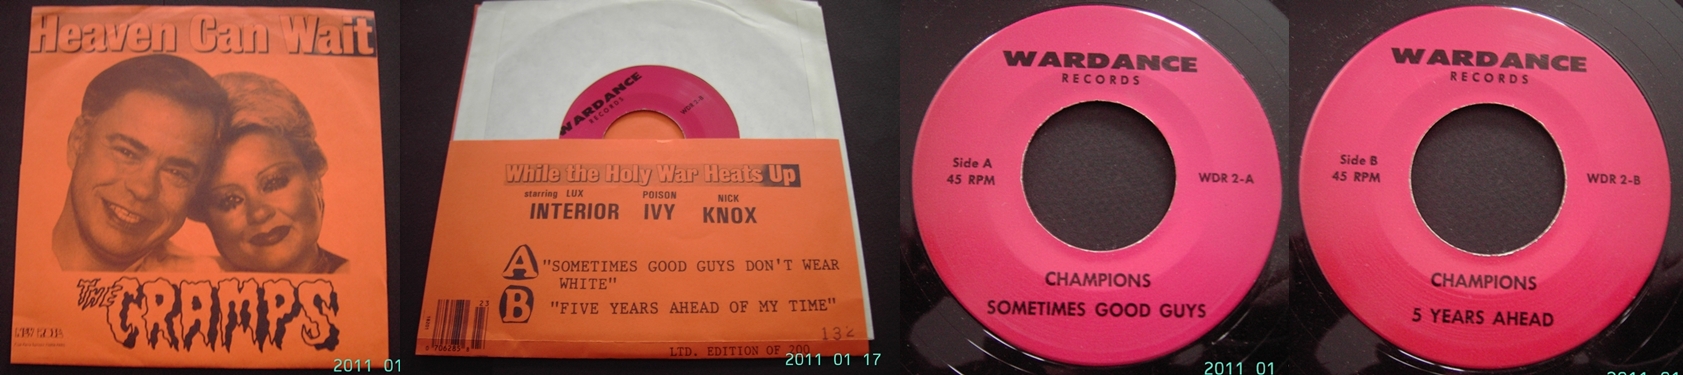 Heaven Can Wait
THE CRAMPS
2011 01
WARDANCE
RECORDS
WDR 2-B
While the Holy War Heats Up
starring LUX POISON NICK
INTERIOR IVY KNOX
A "SOMETIMES GOOD GUYS DON'T WEAR
WHITE"
B "FIVE YEARS AHEAD OF MY TIME"
23
132
LTD. EDITION OF 200
2011 01 17
WARDANCE
RECORDS
Side A
45 RPM
WDR 2-A
CHAMPIONS
SOMETIMES GOOD GUYS
2011 01
WARDANCE
RECORDS
Side B
45 RPM
WDR 2-B
CHAMPIONS
5 YEARS AHEAD